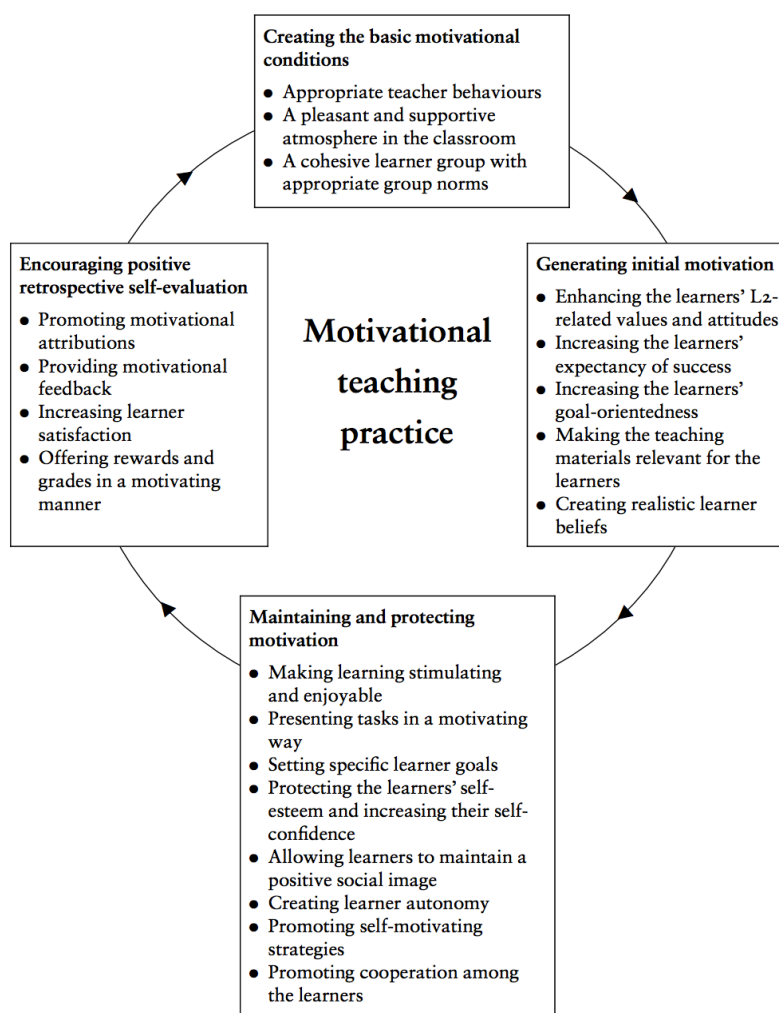 Creating the basic motivational
conditions
● Appropriate teacher behaviours
● A pleasant and supportive
atmosphere in the classroom
● A cohesive learner group with
appropriate group norms
Encouraging positive
retrospective self-evaluation
● Promoting motivational
attributions
● Providing motivational
feedback
● Increasing learner
satisfaction
● Offering rewards and
grades in a motivating
manner
Motivational
teaching
practice
Generating initial motivation
● Enhancing the learners’ L2-
related values and attitudes
● Increasing the learners’
expectancy of success
● Increasing the learners’
goal-orientedness
● Making the teaching
materials relevant for the
learners
● Creating realistic learner
beliefs
Maintaining and protecting
motivation
● Making learning stimulating
and enjoyable
● Presenting tasks in a motivating
way
● Setting specific learner goals
● Protecting the learners’ self-
esteem and increasing their self-
confidence
● Allowing learners to maintain a
positive social image
● Creating learner autonomy
● Promoting self-motivating
strategies
● Promoting cooperation among
the learners